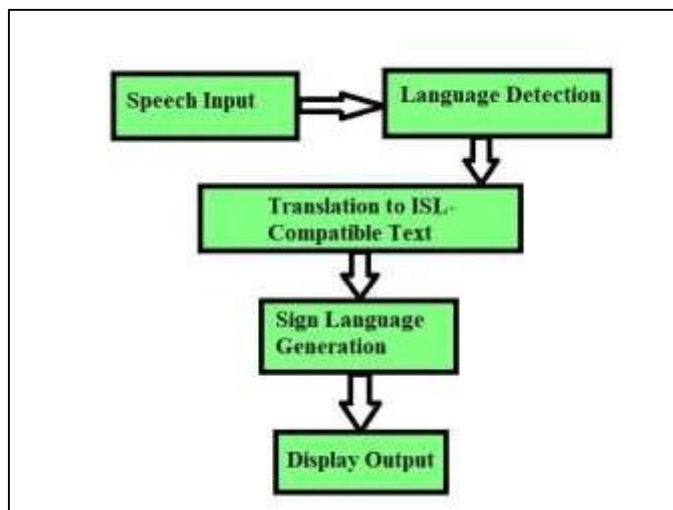 Speech Input
Language Detection
Translation to ISL-
Compatible Text
Sign Language
Generation
Display Output